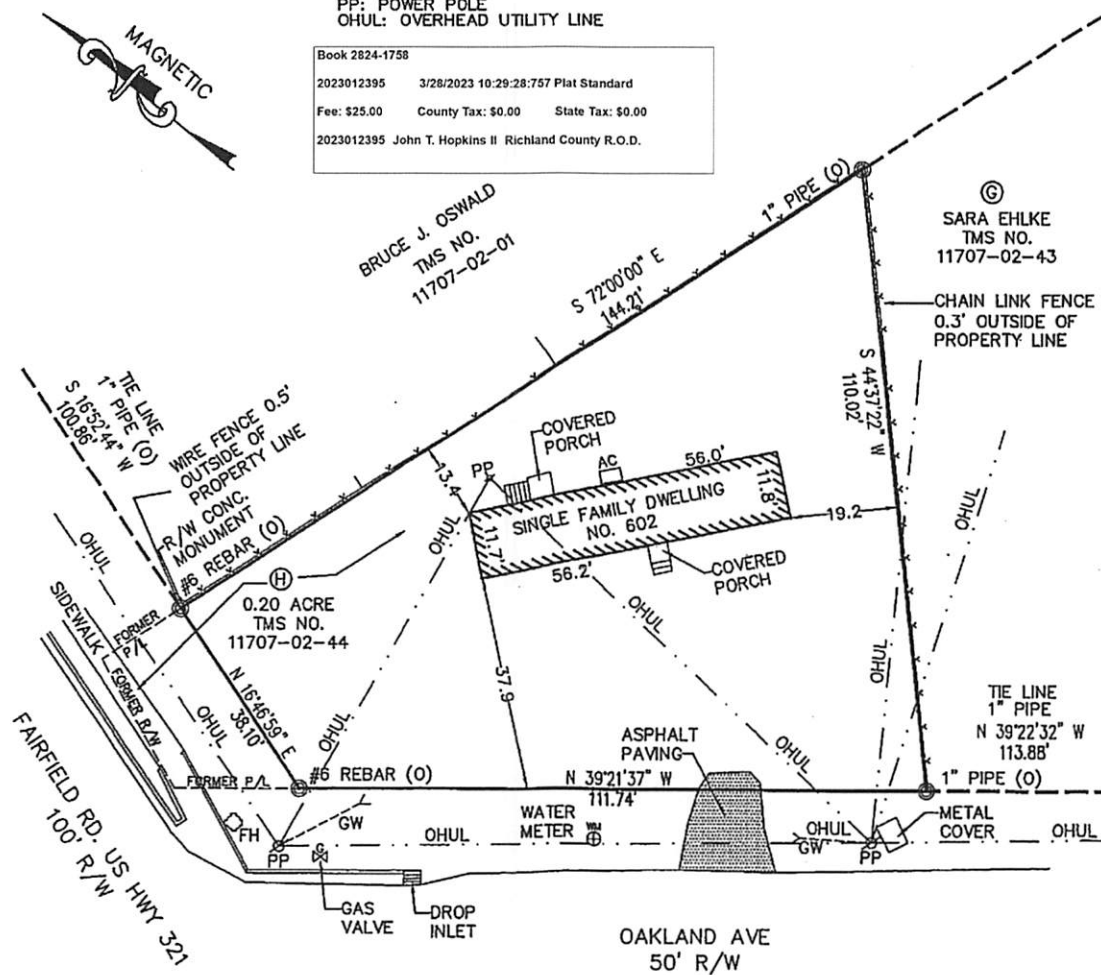 PP: POWER POLE
OHUL: OVERHEAD UTILITY LINE
MAGNETIC
Book 2824-1758
2023012395 3/28/2023 10:29:28:757 Plat Standard
Fee: $25.00 County Tax: $0.00 State Tax: $0.00
2023012395 John T. Hopkins II Richland County R.O.D.
BRUCE J. OSWALD
TMS NO.
11707-02-01
1" PIPE (O)
S 72°00'00" E
144.21'
G
SARA EHLKE
TMS NO.
11707-02-43
CHAIN LINK FENCE
0.3' OUTSIDE OF
PROPERTY LINE
S 44°37'22" W
110.02'
TIE LINE
1" PIPE (O)
S 16°52'44" W
100.86'
WIRE FENCE 0.5'
OUTSIDE OF
PROPERTY LINE
R/W CONC.
MONUMENT
#6 REBAR (O)
13.4
PP
COVERED
PORCH
AC
56.0'
11.8'
SINGLE FAMILY DWELLING
NO. 602
11.7'
56.2'
19.2
COVERED
PORCH
OHUL
OHUL
OHUL
OHUL
OHUL
H
0.20 ACRE
TMS NO.
11707-02-44
FORMER
P/L
SIDEWALK
FORMER R/W
N 16°46'59" E
38.10'
OHUL
OHUL
37.9
OHUL
TIE LINE
1" PIPE
N 39°22'32" W
113.88'
FAIRFIELD RD. US HWY 321
100' R/W
FORMER P/L
#6 REBAR (O)
N 39°21'37" W
111.74'
ASPHALT
PAVING
1" PIPE (O)
FH
PP
GW
OHUL
WATER
METER
WM
OHUL
GW
PP
METAL
COVER
OHUL
G
GAS
VALVE
DROP
INLET
OAKLAND AVE
50' R/W